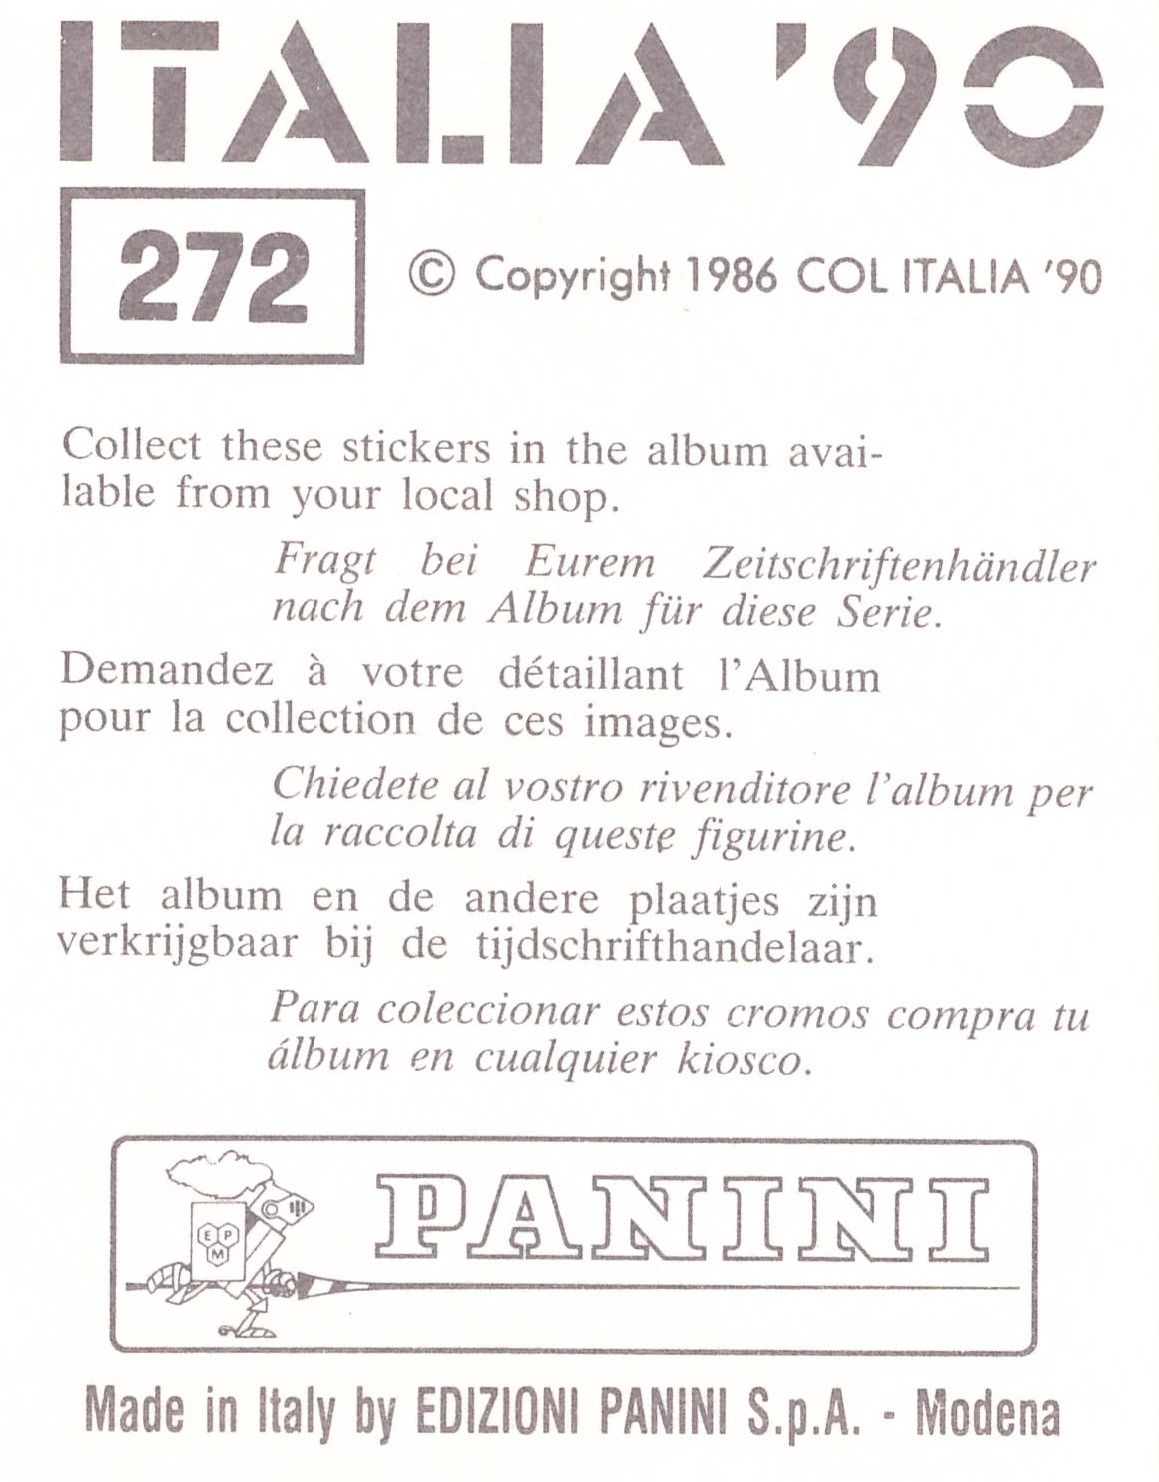 ITALIA '90
272
© Copyright 1986 COL ITALIA '90
Collect these stickers in the album avai-
lable from your local shop.
Fragt bei Eurem Zeitschriftenhändler
nach dem Album für diese Serie.
Demandez à votre détaillant l'Album
pour la collection de ces images.
Chiedete al vostro rivenditore l'album per
la raccolta di queste figurine.
Het album en de andere plaatjes zijn
verkrijgbaar bij de tijdschrifthandelaar.
Para coleccionar estos cromos compra tu
álbum en cualquier kiosco.
E P
M
PANINI
Made in Italy by EDIZIONI PANINI S.p.A. - Modena